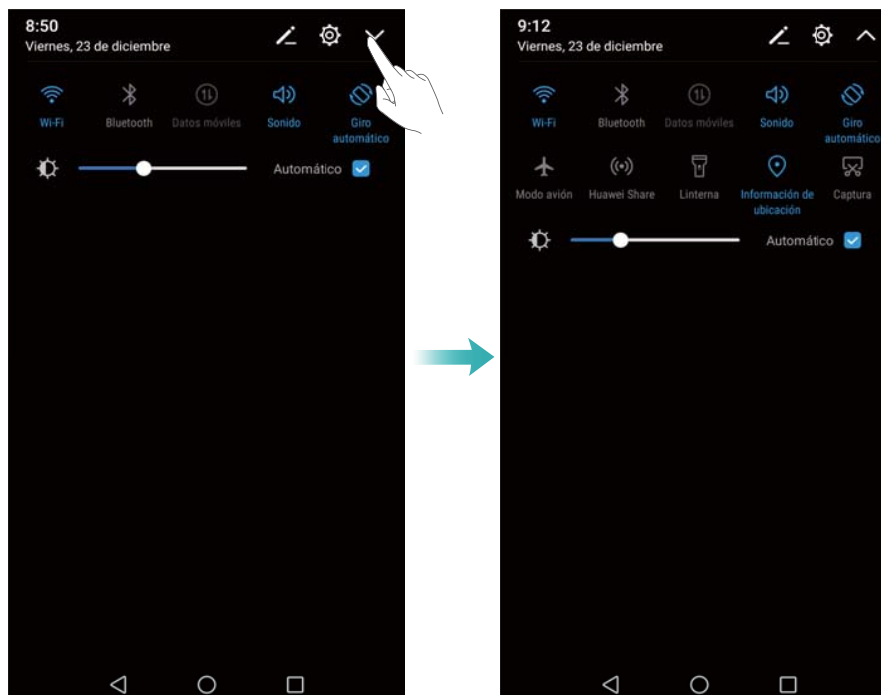 8:50
Viernes, 23 de diciembre
Wi-Fi
Bluetooth
Datos móviles
Sonido
Giro
automático
Automático
9:12
Viernes, 23 de diciembre
Wi-Fi
Bluetooth
Datos móviles
Sonido
Giro
automático
Modo avión
Huawei Share
Linterna
Información de
ubicación
Captura
Automático